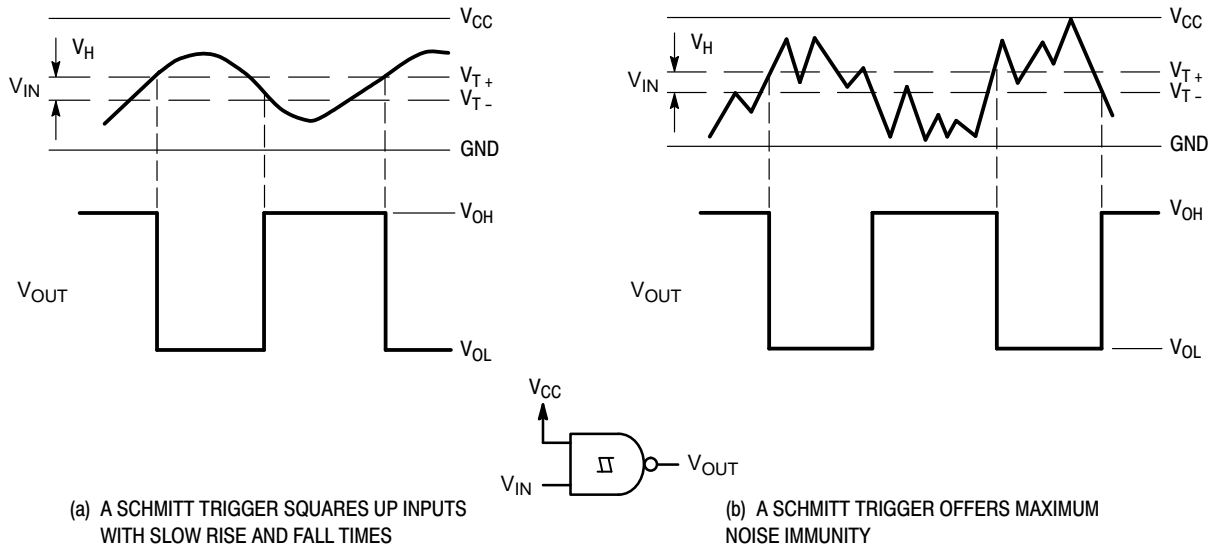 V_CC
V_H
V_IN
V_T+
V_T−
GND
V_OH
V_OUT
V_OL
V_CC
V_H
V_IN
V_T+
V_T−
GND
V_OH
V_OUT
V_OL
V_CC
V_IN
V_OUT
(a) A SCHMITT TRIGGER SQUARES UP INPUTS
WITH SLOW RISE AND FALL TIMES
(b) A SCHMITT TRIGGER OFFERS MAXIMUM
NOISE IMMUNITY